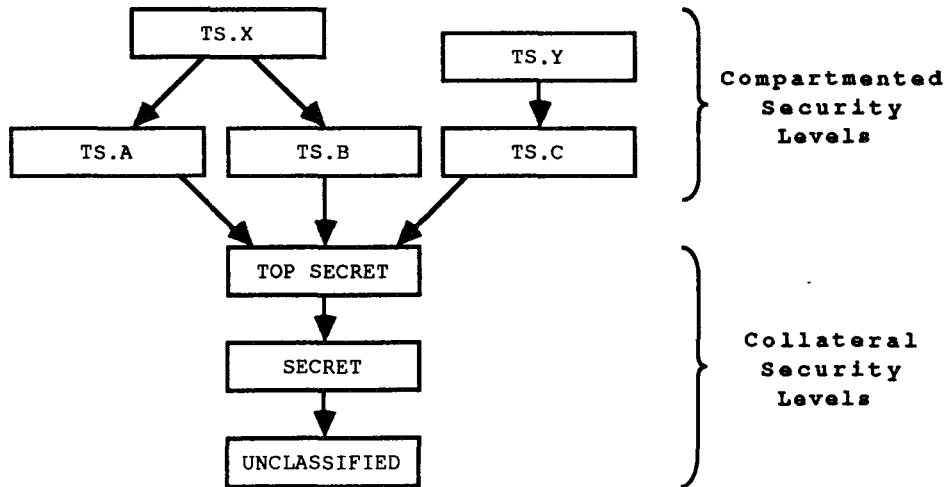 TS.X
TS.Y
Compartmented
Security
Levels
TS.A
TS.B
TS.C
TOP SECRET
SECRET
Collateral
Security
Levels
UNCLASSIFIED